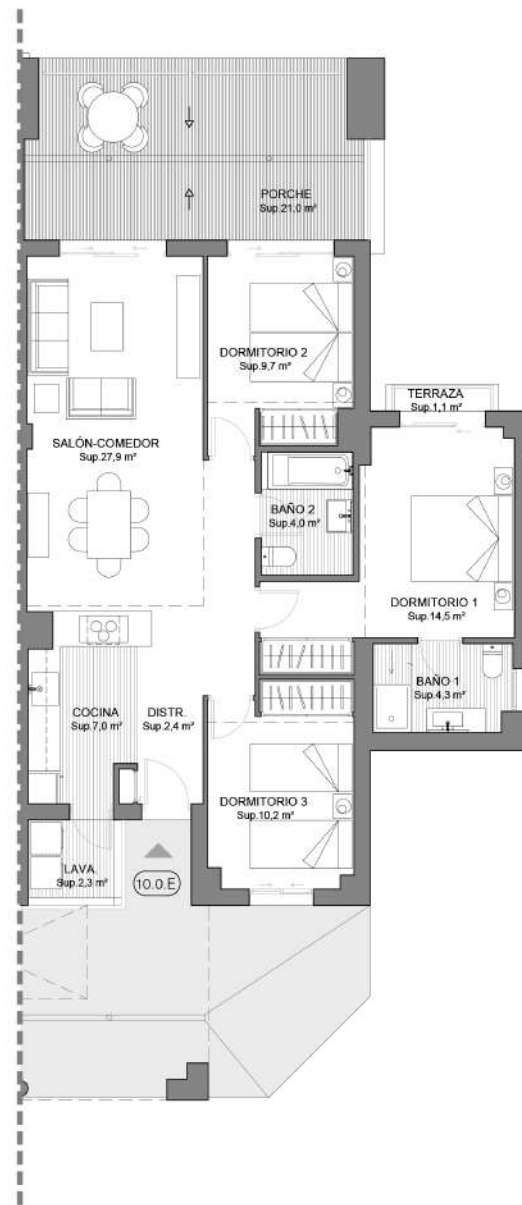 PORCHE
Sup.21,0 m²
DORMITORIO 2
Sup.9,7 m²
TERRAZA
Sup.1,1 m²
SALÓN-COMEDOR
Sup.27,9 m²
BAÑO 2
Sup.4,0 m²
DORMITORIO 1
Sup.14,5 m²
BAÑO 1
Sup.4,3 m²
COCINA
Sup.7,0 m²
DISTR.
Sup.2,4 m²
DORMITORIO 3
Sup.10,2 m²
LAVA.
Sup.2,3 m²
10.0.E